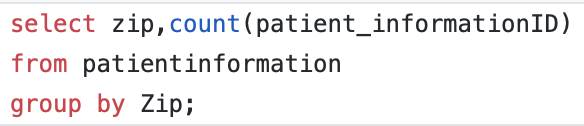 select zip,count(patient_informationID)
from patientinformation
group by Zip;